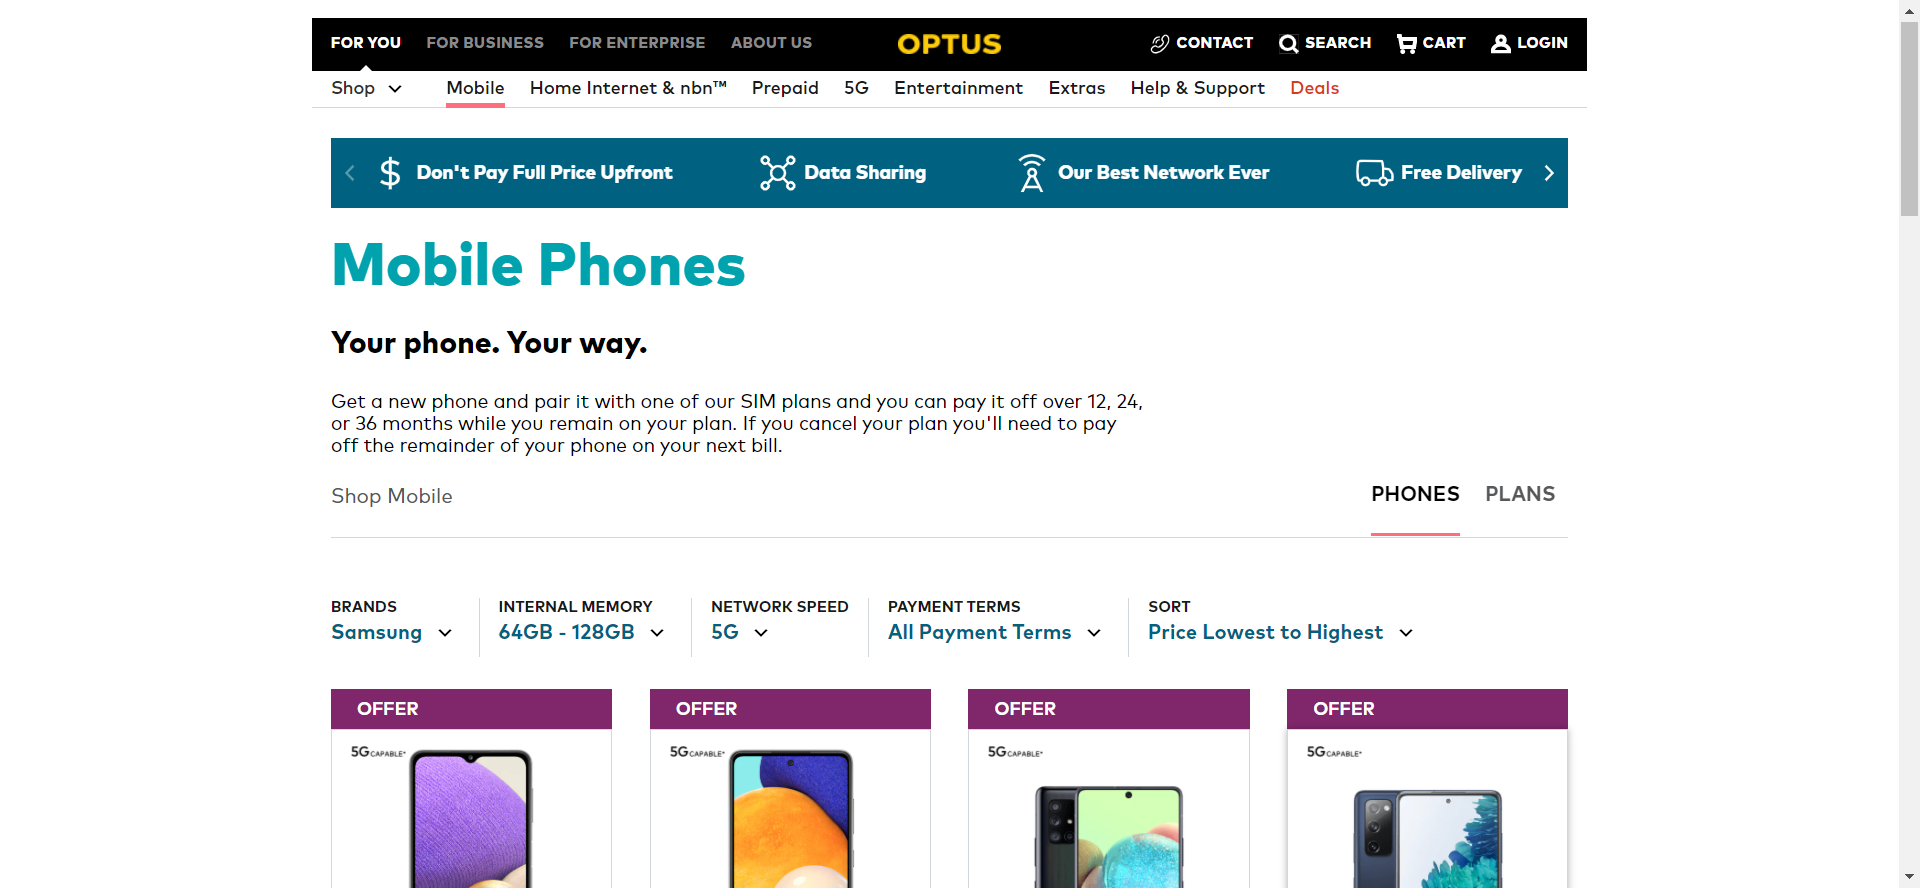 FOR YOU FOR BUSINESS FOR ENTERPRISE ABOUT US OPTUS CONTACT SEARCH CART LOGIN
Shop Mobile Home Internet & nbn™ Prepaid 5G Entertainment Extras Help & Support Deals
Don't Pay Full Price Upfront Data Sharing Our Best Network Ever Free Delivery
Mobile Phones
Your phone. Your way.
Get a new phone and pair it with one of our SIM plans and you can pay it off over 12, 24,
or 36 months while you remain on your plan. If you cancel your plan you'll need to pay
off the remainder of your phone on your next bill.
Shop Mobile PHONES PLANS
BRANDS INTERNAL MEMORY NETWORK SPEED PAYMENT TERMS SORT
Samsung 64GB - 128GB 5G All Payment Terms Price Lowest to Highest
OFFER OFFER OFFER OFFER
5G CAPABLE* 5G CAPABLE* 5G CAPABLE* 5G CAPABLE*